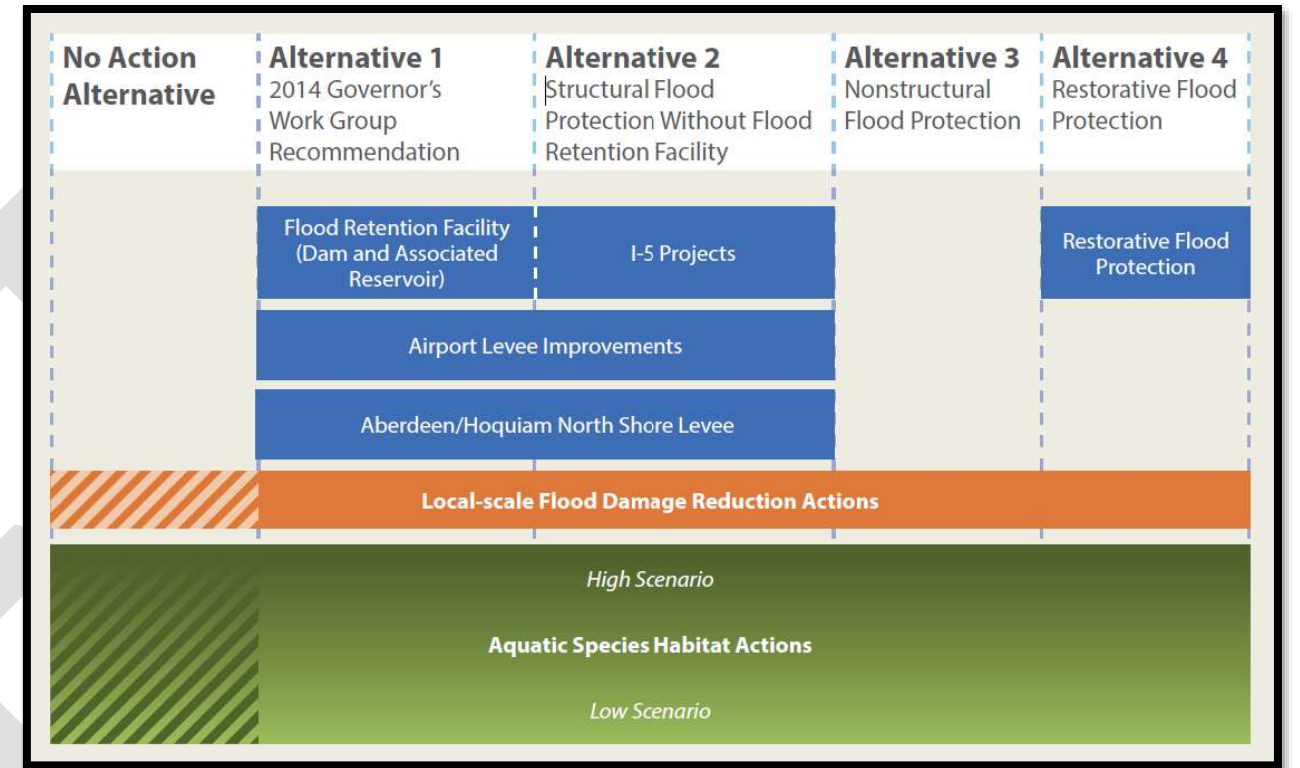 No Action
Alternative
Alternative 1
2014 Governor's
Work Group
Recommendation
Alternative 2
Structural Flood
Protection Without Flood
Retention Facility
Alternative 3
Nonstructural
Flood Protection
Alternative 4
Restorative Flood
Protection
Flood Retention Facility
(Dam and Associated
Reservoir)
I-5 Projects
Restorative Flood
Protection
Airport Levee Improvements
Aberdeen/Hoquiam North Shore Levee
Local-scale Flood Damage Reduction Actions
High Scenario
Aquatic Species Habitat Actions
Low Scenario